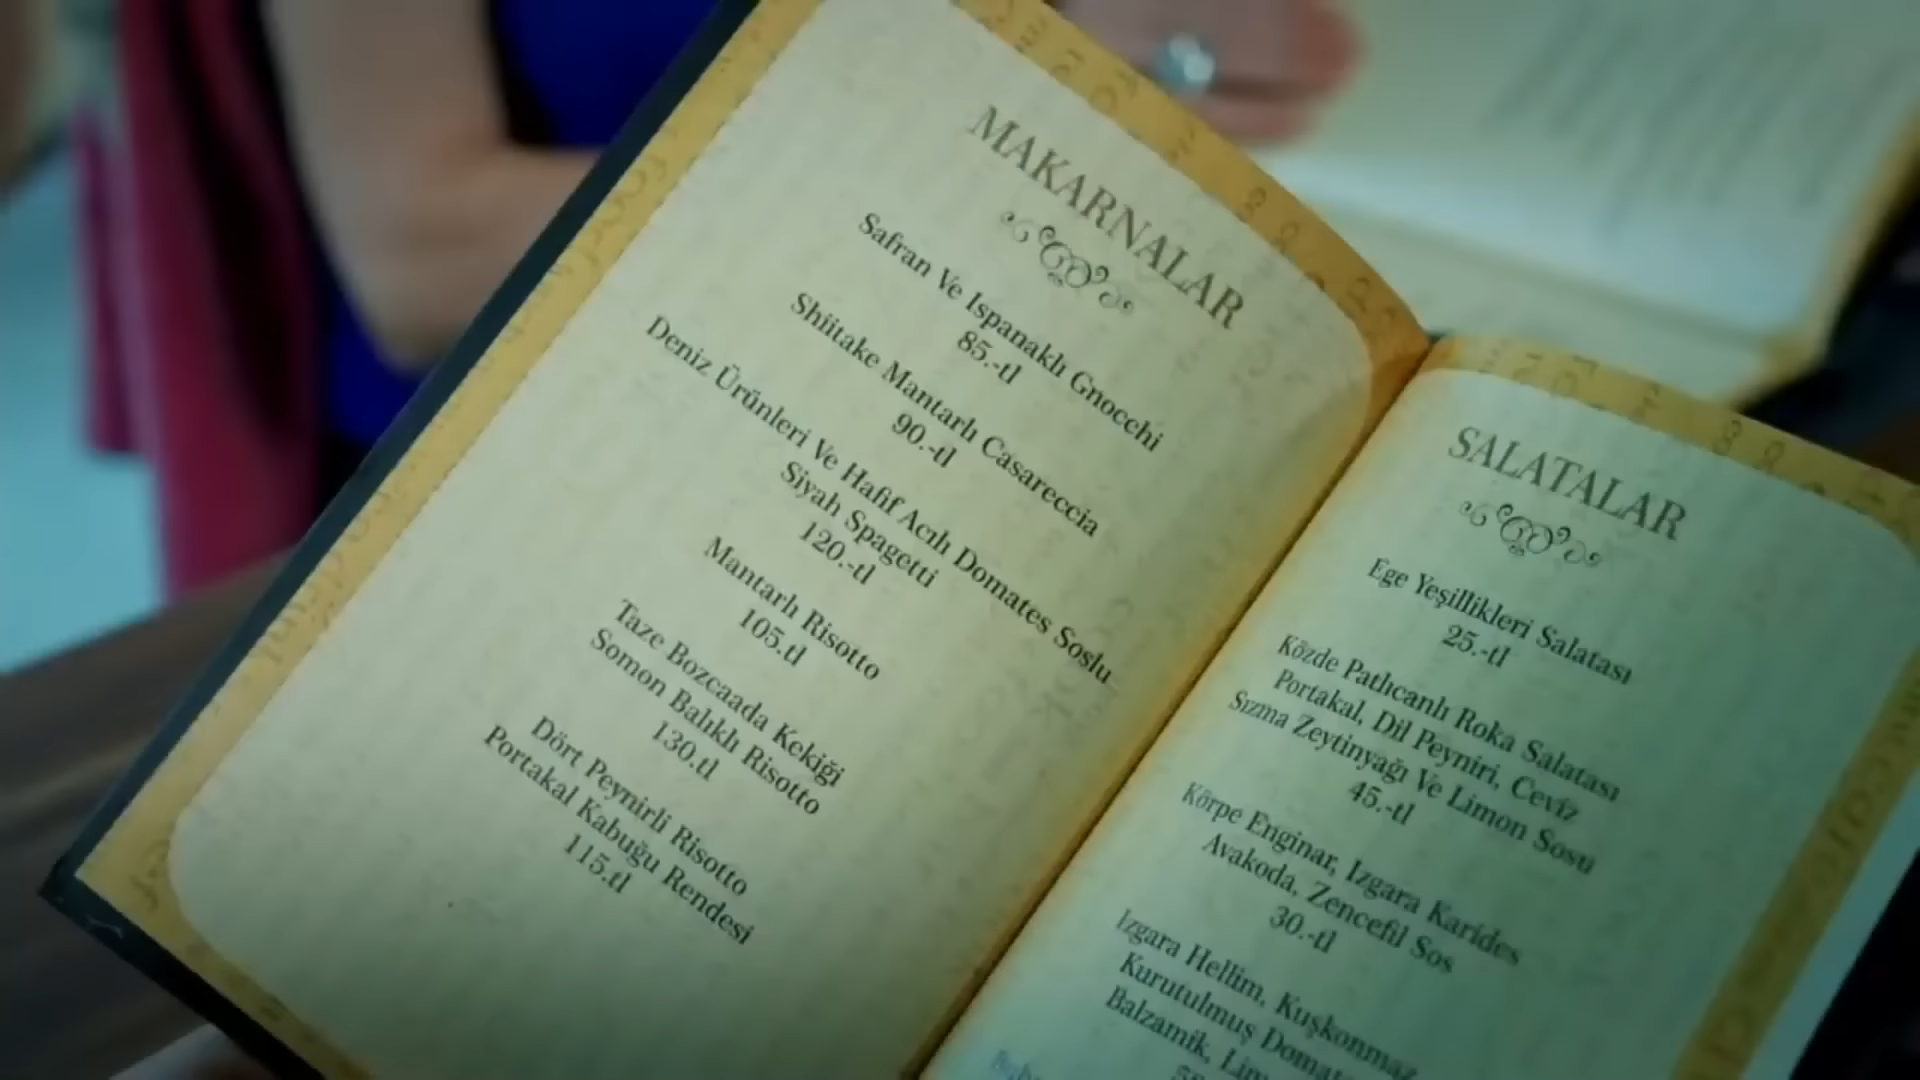 MAKARNALAR
Safran Ve Ispanaklı Gnocchi
85.-tl
Shiitake Mantarlı Casareccia
90.-tl
Deniz Ürünleri Ve Hafif Acılı Domates Soslu
Siyah Spagetti
120.-tl
Mantarlı Risotto
105.tl
Taze Bozcaada Kekiği
Somon Balıklı Risotto
130.tl
Dört Peynirli Risotto
Portakal Kabuğu Rendesi
115.tl
SALATALAR
Ege Yeşillikleri Salatası
25.-tl
Közde Patlıcanlı Roka Salatası
Portakal, Dil Peyniri, Ceviz
Sızma Zeytinyağı Ve Limon Sosu
45.-tl
Körpe Enginar, Izgara Karides
Avakoda, Zencefil Sos
30.-tl
Izgara Hellim, Kuşkonmaz
Kurutulmuş
Balzamik,